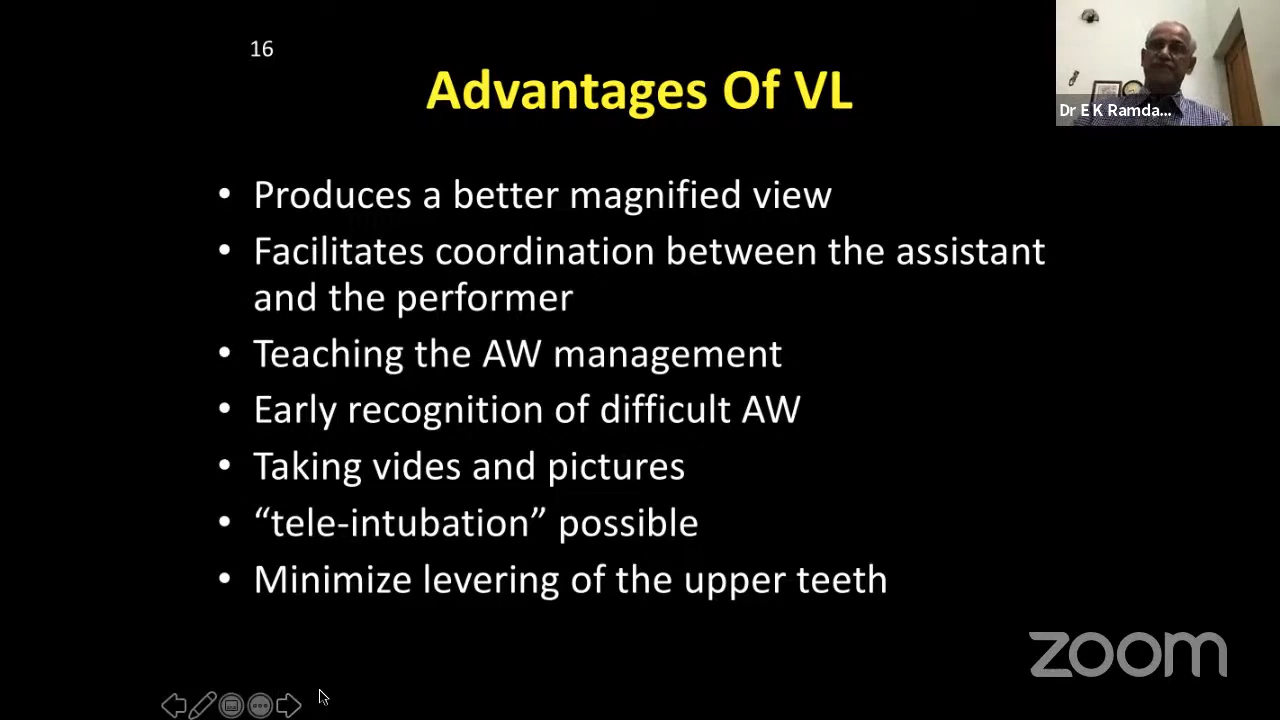 16
Advantages Of VL
Dr E K Ramda...
• Produces a better magnified view
• Facilitates coordination between the assistant
and the performer
• Teaching the AW management
• Early recognition of difficult AW
• Taking vides and pictures
• “tele-intubation” possible
• Minimize levering of the upper teeth
zoom